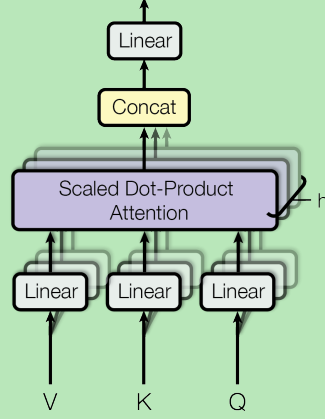 Linear
Concat
Scaled Dot-Product
Attention
h
Linear
Linear
Linear
V
K
Q